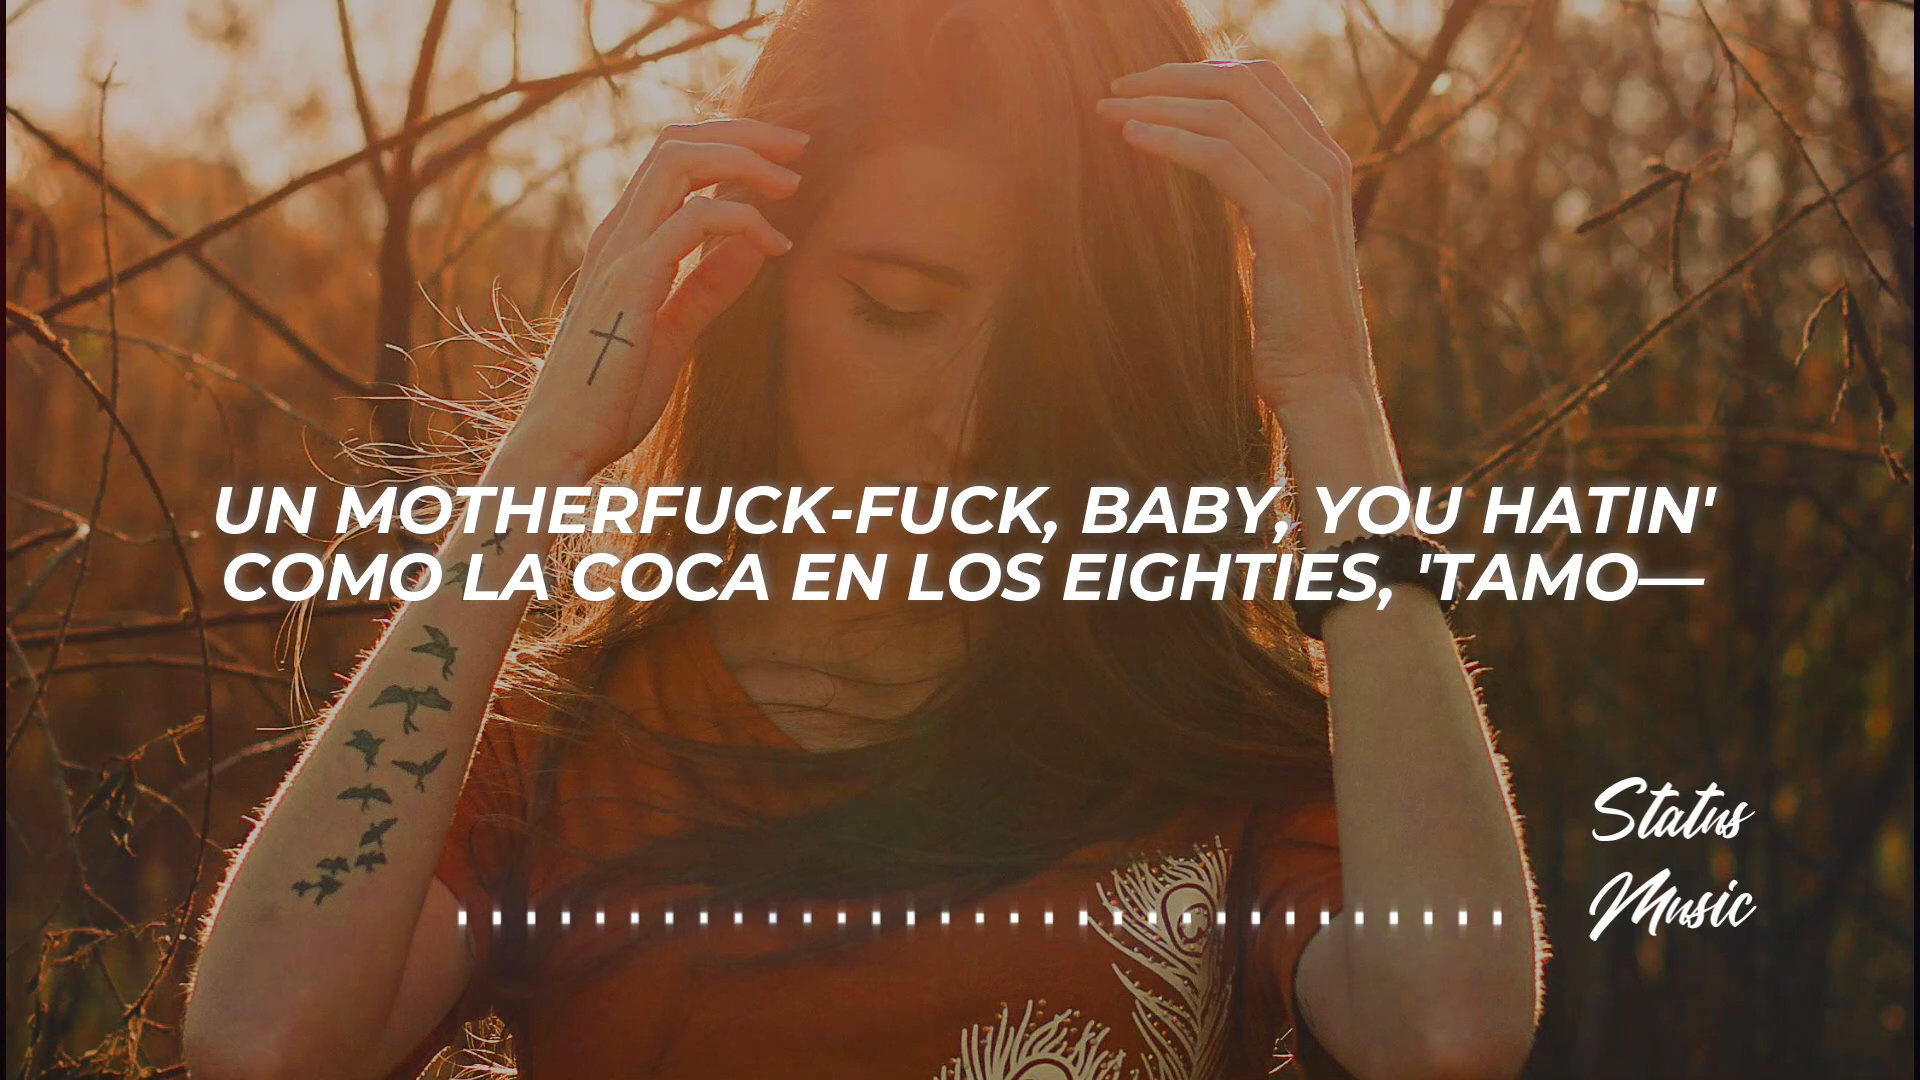 UN MOTHERFUCK-FUCK, BABY, YOU HATIN'
COMO LA COCA EN LOS EIGHTIES, 'TAMO—
Status
Music